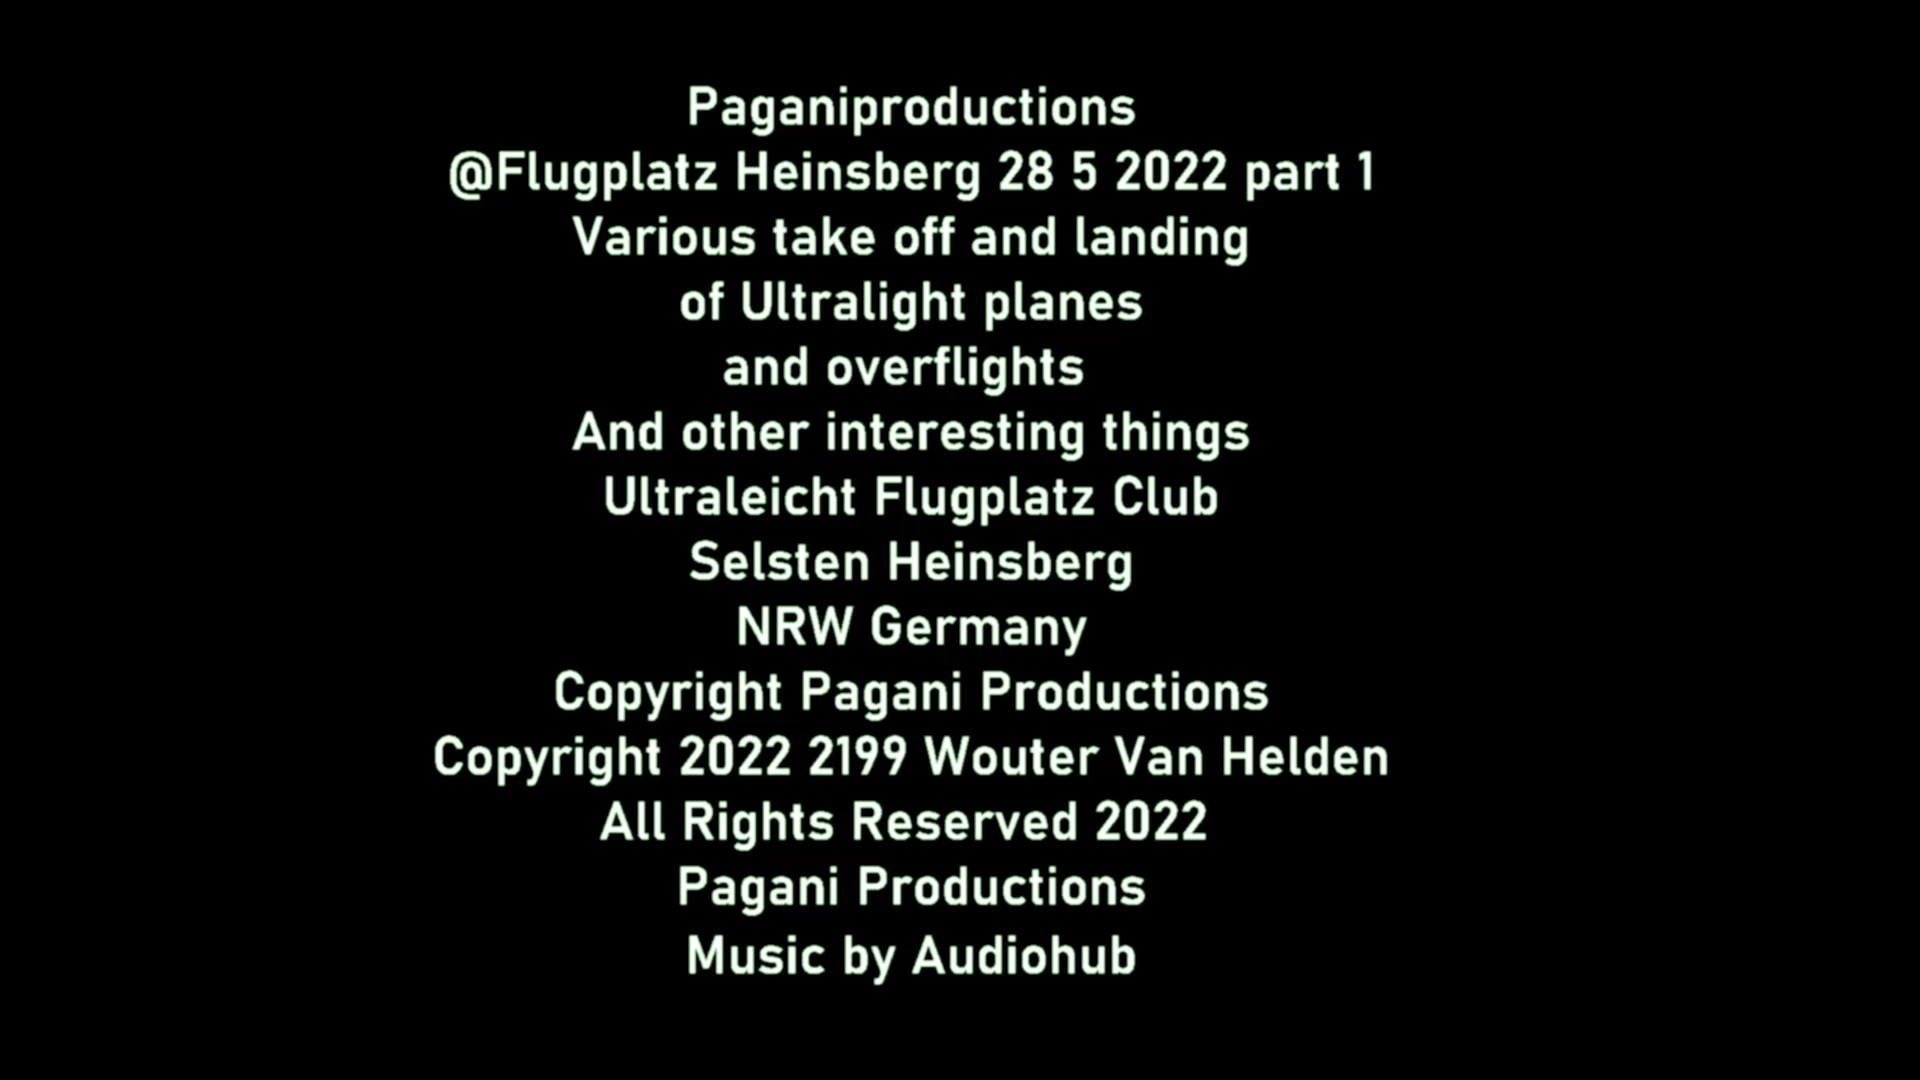 Paganiproductions
@Flugplatz Heinsberg 28 5 2022 part 1
Various take off and landing
of Ultralight planes
and overflights
And other interesting things
Ultraleicht Flugplatz Club
Selsten Heinsberg
NRW Germany
Copyright Pagani Productions
Copyright 2022 2199 Wouter Van Helden
All Rights Reserved 2022
Pagani Productions
Music by Audiohub